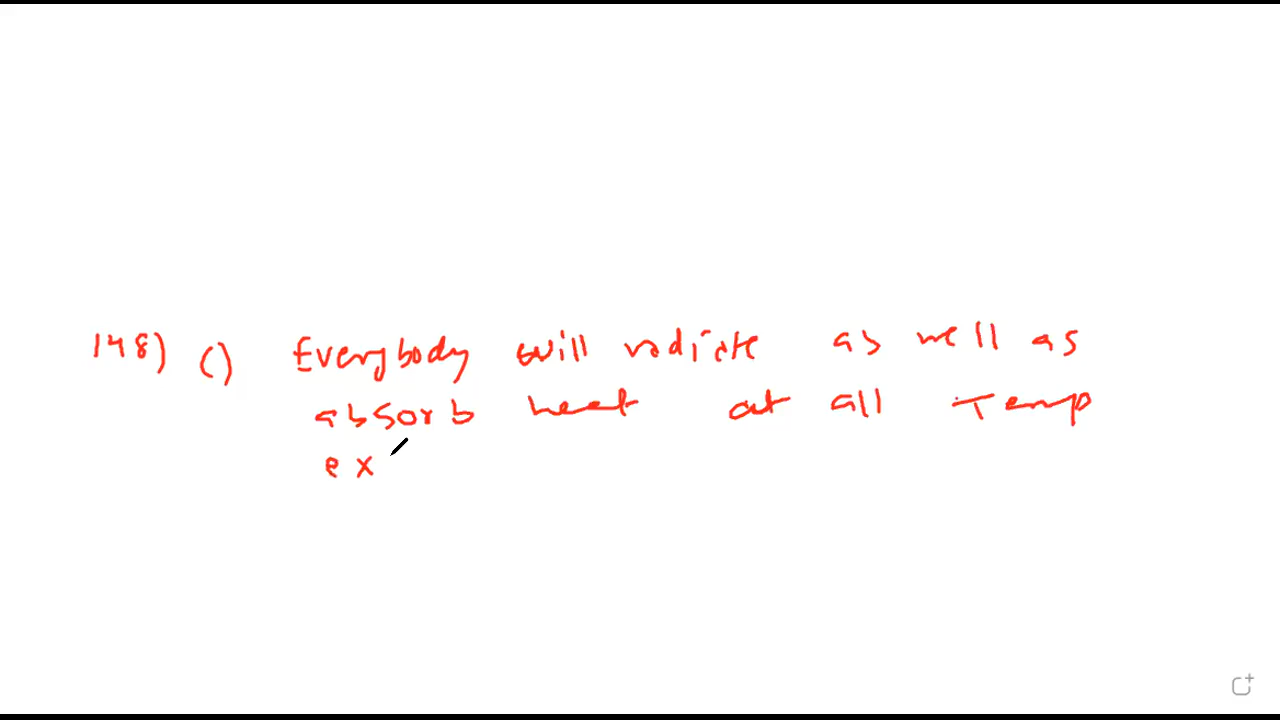 148) () Everybody will radiate as well as
absorb heat at all Temp
ex